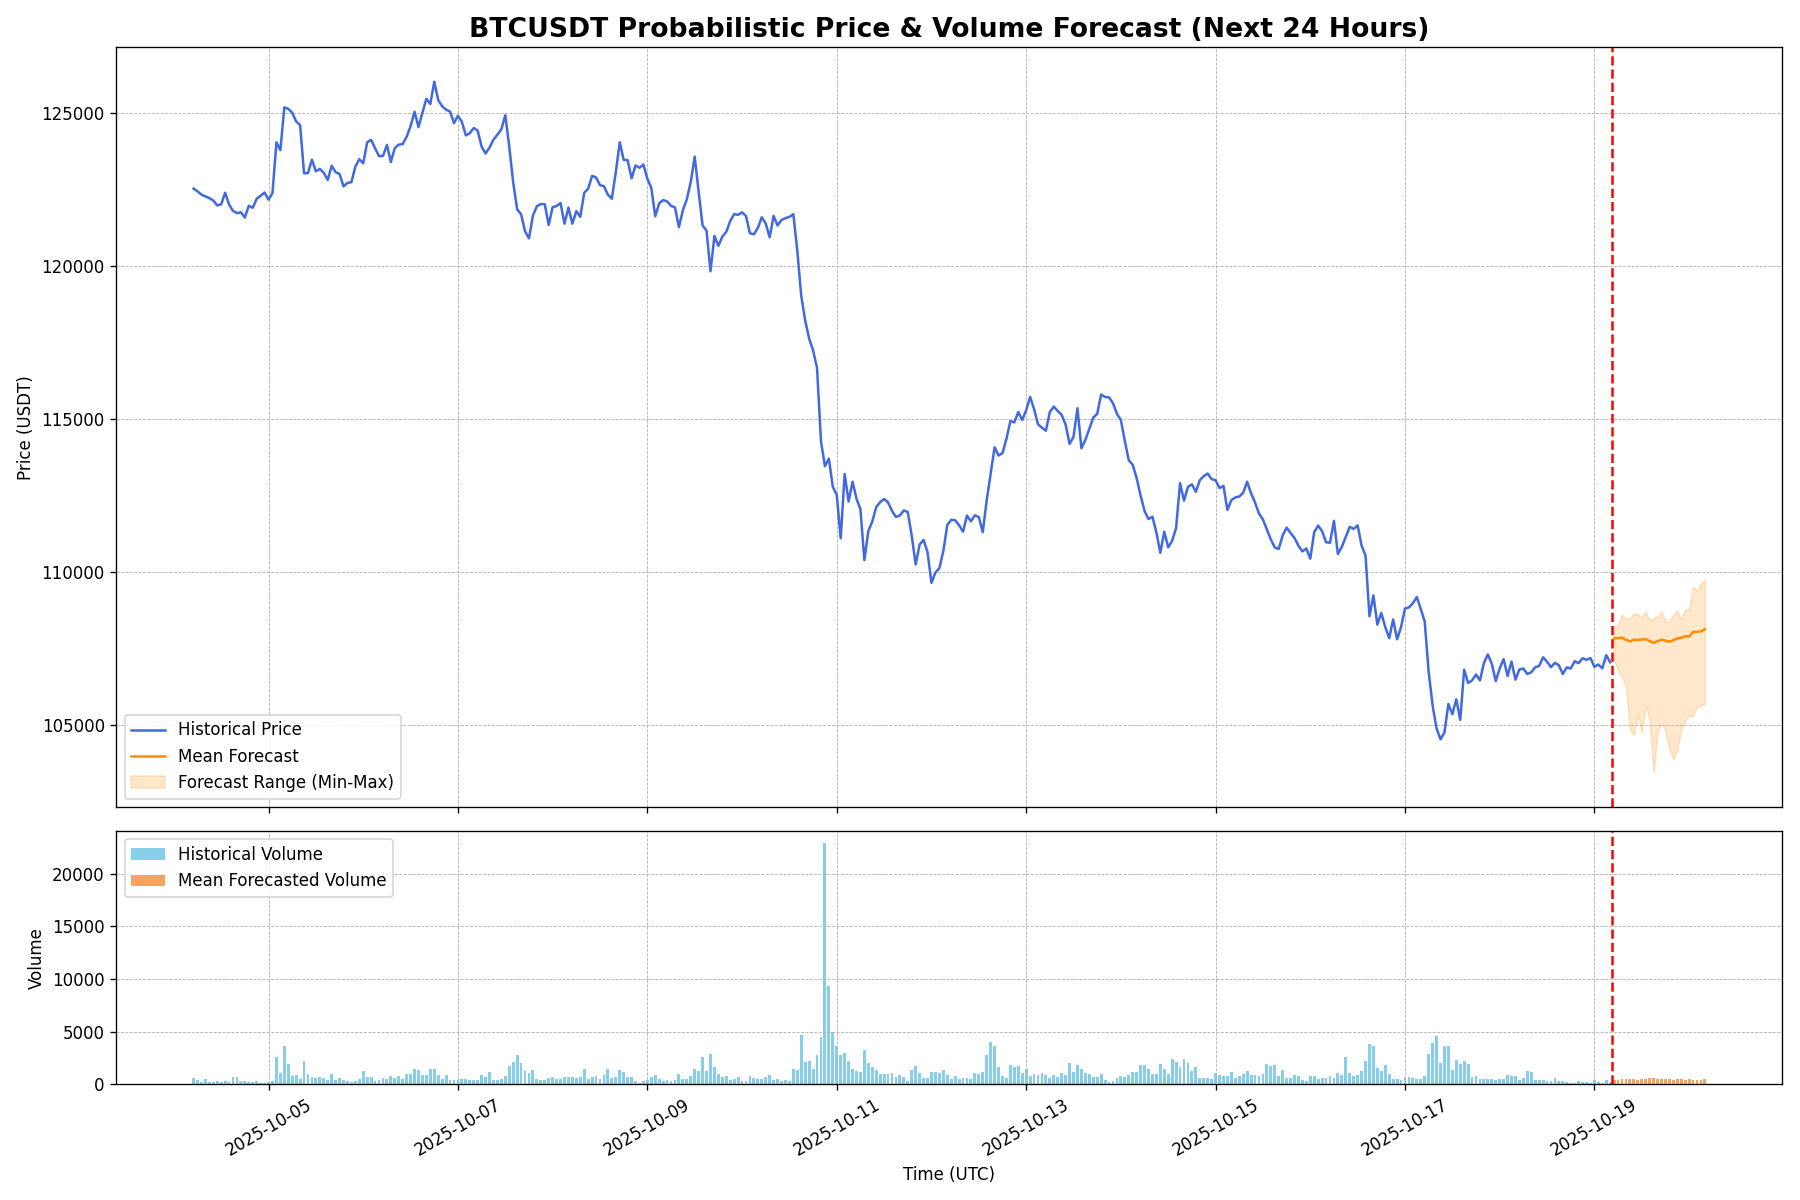 BTCUSDT Probabilistic Price & Volume Forecast (Next 24 Hours)
Price (USDT)
125000
120000
115000
110000
105000
Historical Price
Mean Forecast
Forecast Range (Min-Max)
Volume
20000
15000
10000
5000
0
Historical Volume
Mean Forecasted Volume
2025-10-05
2025-10-07
2025-10-09
2025-10-11
2025-10-13
2025-10-15
2025-10-17
2025-10-19
Time (UTC)